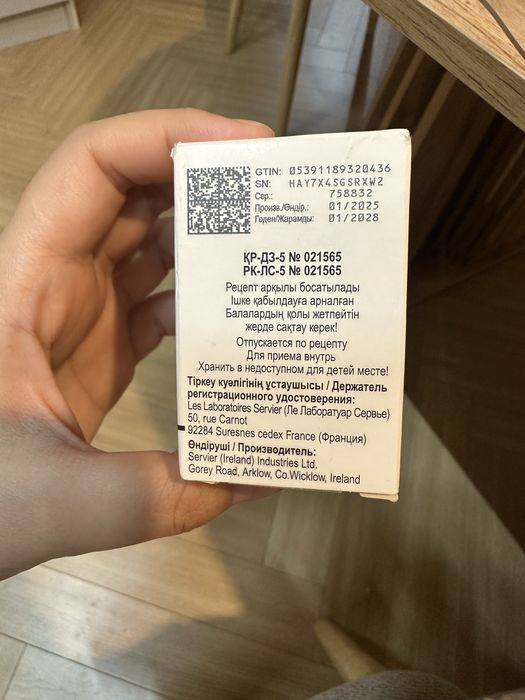 GTIN: 05391189320436
SN: HAY7X4SGSRXW2
Сер.: 758832
Произв./Өндір.: 01/2025
Годен/Жарамды: 01/2028
ҚР-ДЗ-5 № 021565
РК-ЛС-5 № 021565
Рецепт арқылы босатылады
Ішке қабылдауға арналған
Балалардың қолы жетпейтін
жерде сақтау керек!
Отпускается по рецепту
Для приема внутрь
Хранить в недоступном для детей месте!
Тіркеу куәлігінің ұстаушысы / Держатель
регистрационного удостоверения:
Les Laboratoires Servier (Ле Лаборатуар Сервье)
50, rue Carnot
92284 Suresnes cedex France (Франция)
Өндіруші / Производитель:
Servier (Ireland) Industries Ltd.
Gorey Road, Arklow, Co.Wicklow, Ireland